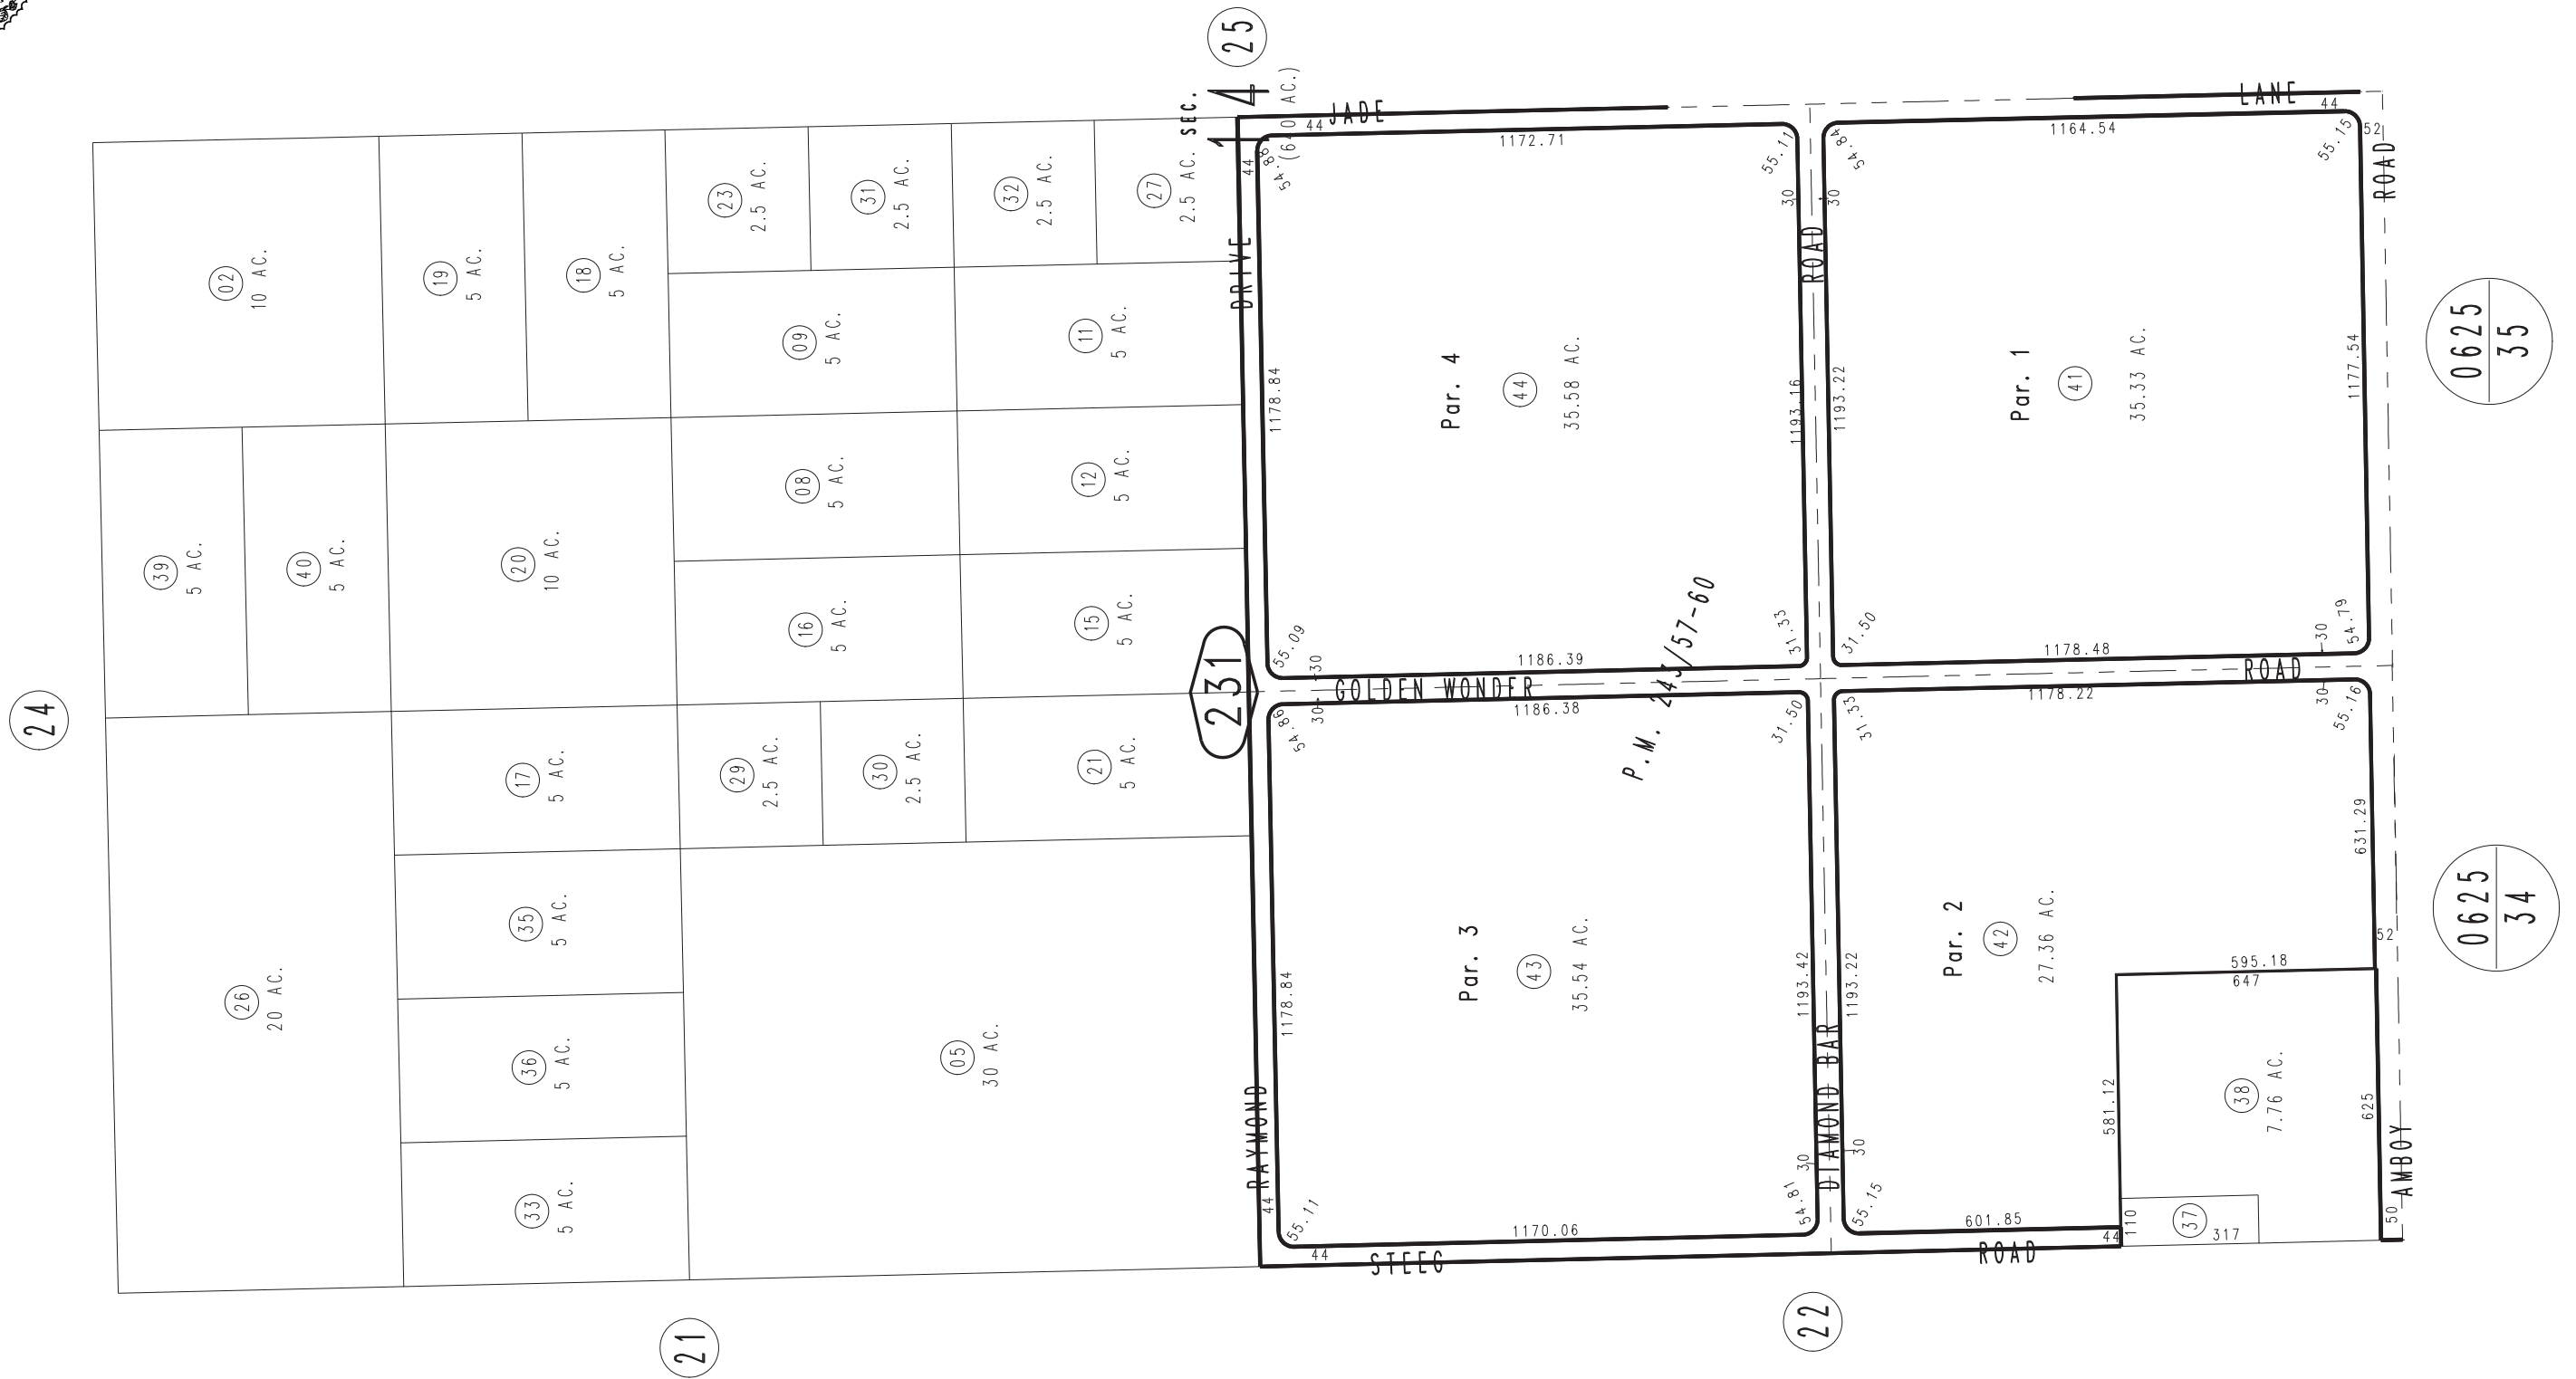 24
21
22
25
SEC.
14
(640 AC.)
231
0625
35
0625
34
02
10 AC.
19
5 AC.
18
5 AC.
23
2.5 AC.
31
2.5 AC.
32
2.5 AC.
27
2.5 AC.
09
5 AC.
11
5 AC.
39
5 AC.
40
5 AC.
20
10 AC.
08
5 AC.
12
5 AC.
16
5 AC.
15
5 AC.
26
20 AC.
17
5 AC.
29
2.5 AC.
30
2.5 AC.
21
5 AC.
35
5 AC.
36
5 AC.
33
5 AC.
05
30 AC.
RAYMOND DRIVE
JADE LANE
GOLDEN WONDER ROAD
DIAMOND BAR ROAD
STEEG ROAD
AMBOY ROAD
P.M. 243/57-60
Par. 4
44
35.58 AC.
44
44
54.88
1172.71
55.11
30
1178.84
1193.16
55.09
30
1186.39
31.33
Par. 1
41
35.33 AC.
54.84
30
1164.54
44
55.15
52
1193.22
1177.54
31.50
1178.48
30
54.79
Par. 3
43
35.54 AC.
54.86
30
1186.38
31.50
1178.84
1193.42
44
55.11
44
1170.06
54.81
30
Par. 2
42
27.36 AC.
31.33
1178.22
30
55.16
631.29
52
1193.22
595.18
647
581.12
30
55.15
601.85
44
38
7.76 AC.
625
50
37
110
317